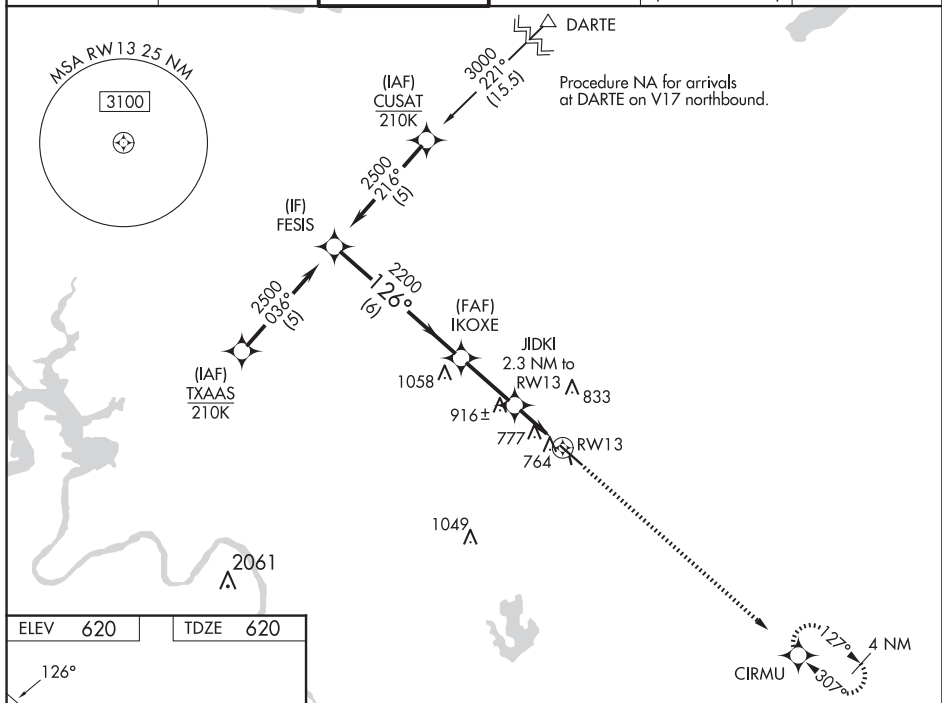 MSA RW13 25 NM
3100
DARTE
3000
221°
(15.5)
Procedure NA for arrivals
at DARTE on V17 northbound.
(IAF)
CUSAT
210K
2500
216°
(5)
(IF)
FESIS
2500
036°
(5)
(IAF)
TXAAS
210K
2200
126°
(6)
(FAF)
IKOXE
JIDKI
2.3 NM to
RW13
1058
833
916±
777
764
RW13
1049
2061
ELEV 620
TDZE 620
126°
127°
4 NM
307°
CIRMU